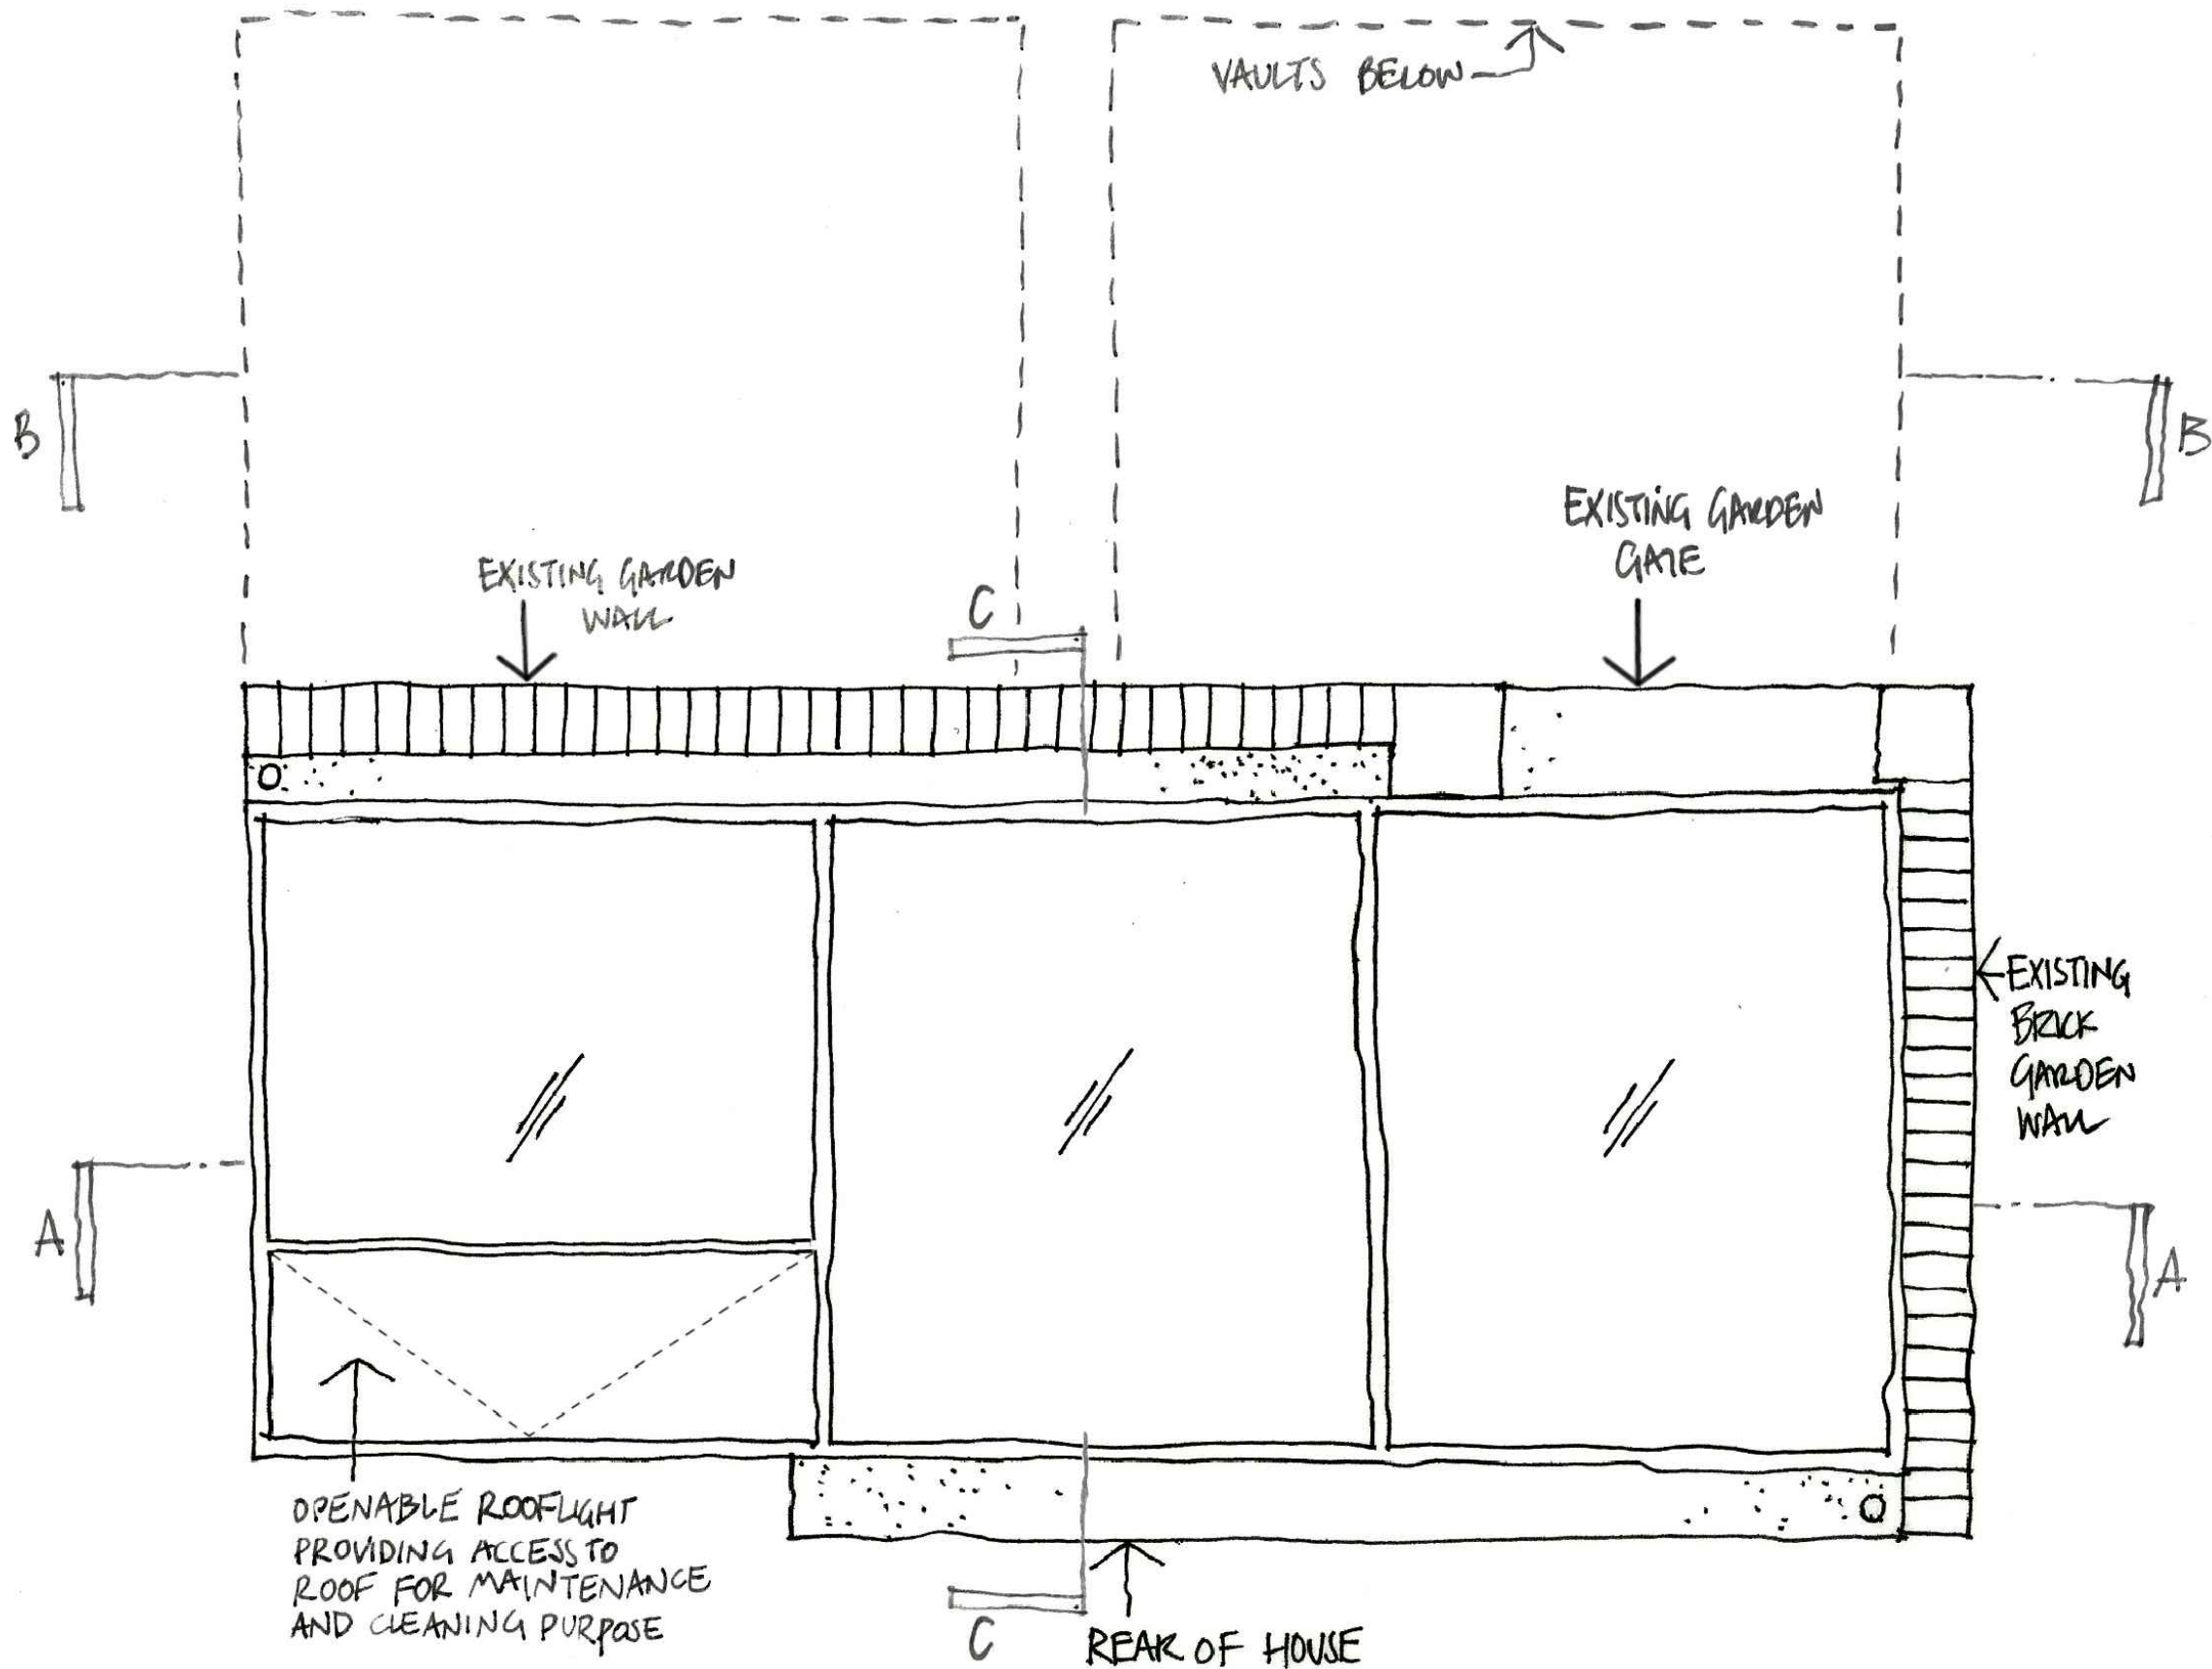 VAULTS BELOW
B
B
EXISTING GARDEN
GATE
EXISTING GARDEN
WALL
C
EXISTING
BRICK
GARDEN
WALL
A
A
OPENABLE ROOFLIGHT
PROVIDING ACCESS TO
ROOF FOR MAINTENANCE
AND CLEANING PURPOSE
C
REAR OF HOUSE